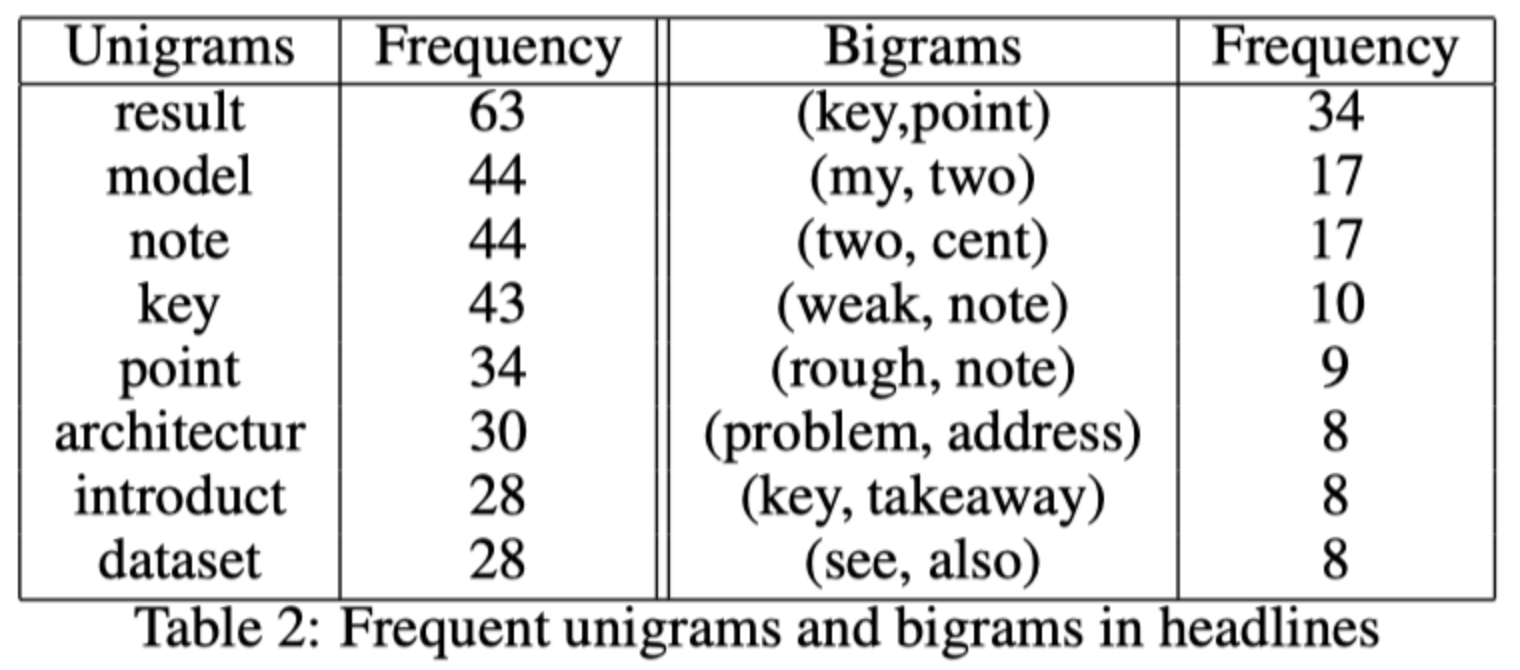 Unigrams Frequency Bigrams Frequency
result 63 (key,point) 34
model 44 (my, two) 17
note 44 (two, cent) 17
key 43 (weak, note) 10
point 34 (rough, note) 9
architectur 30 (problem, address) 8
introduct 28 (key, takeaway) 8
dataset 28 (see, also) 8
Table 2: Frequent unigrams and bigrams in headlines